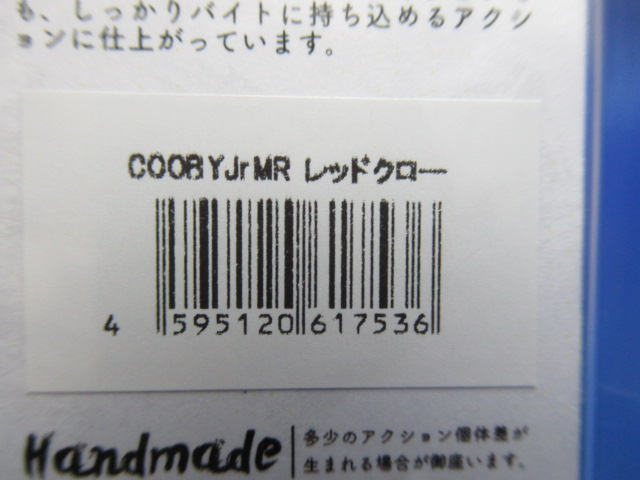 も、しっかりバイトに持ち込めるアクシ
ョンに仕上がっています。
COOBYJrMR レッドクロー
4 595120 617536
Handmade
多少のアクション個体差が
生まれる場合が御座います。